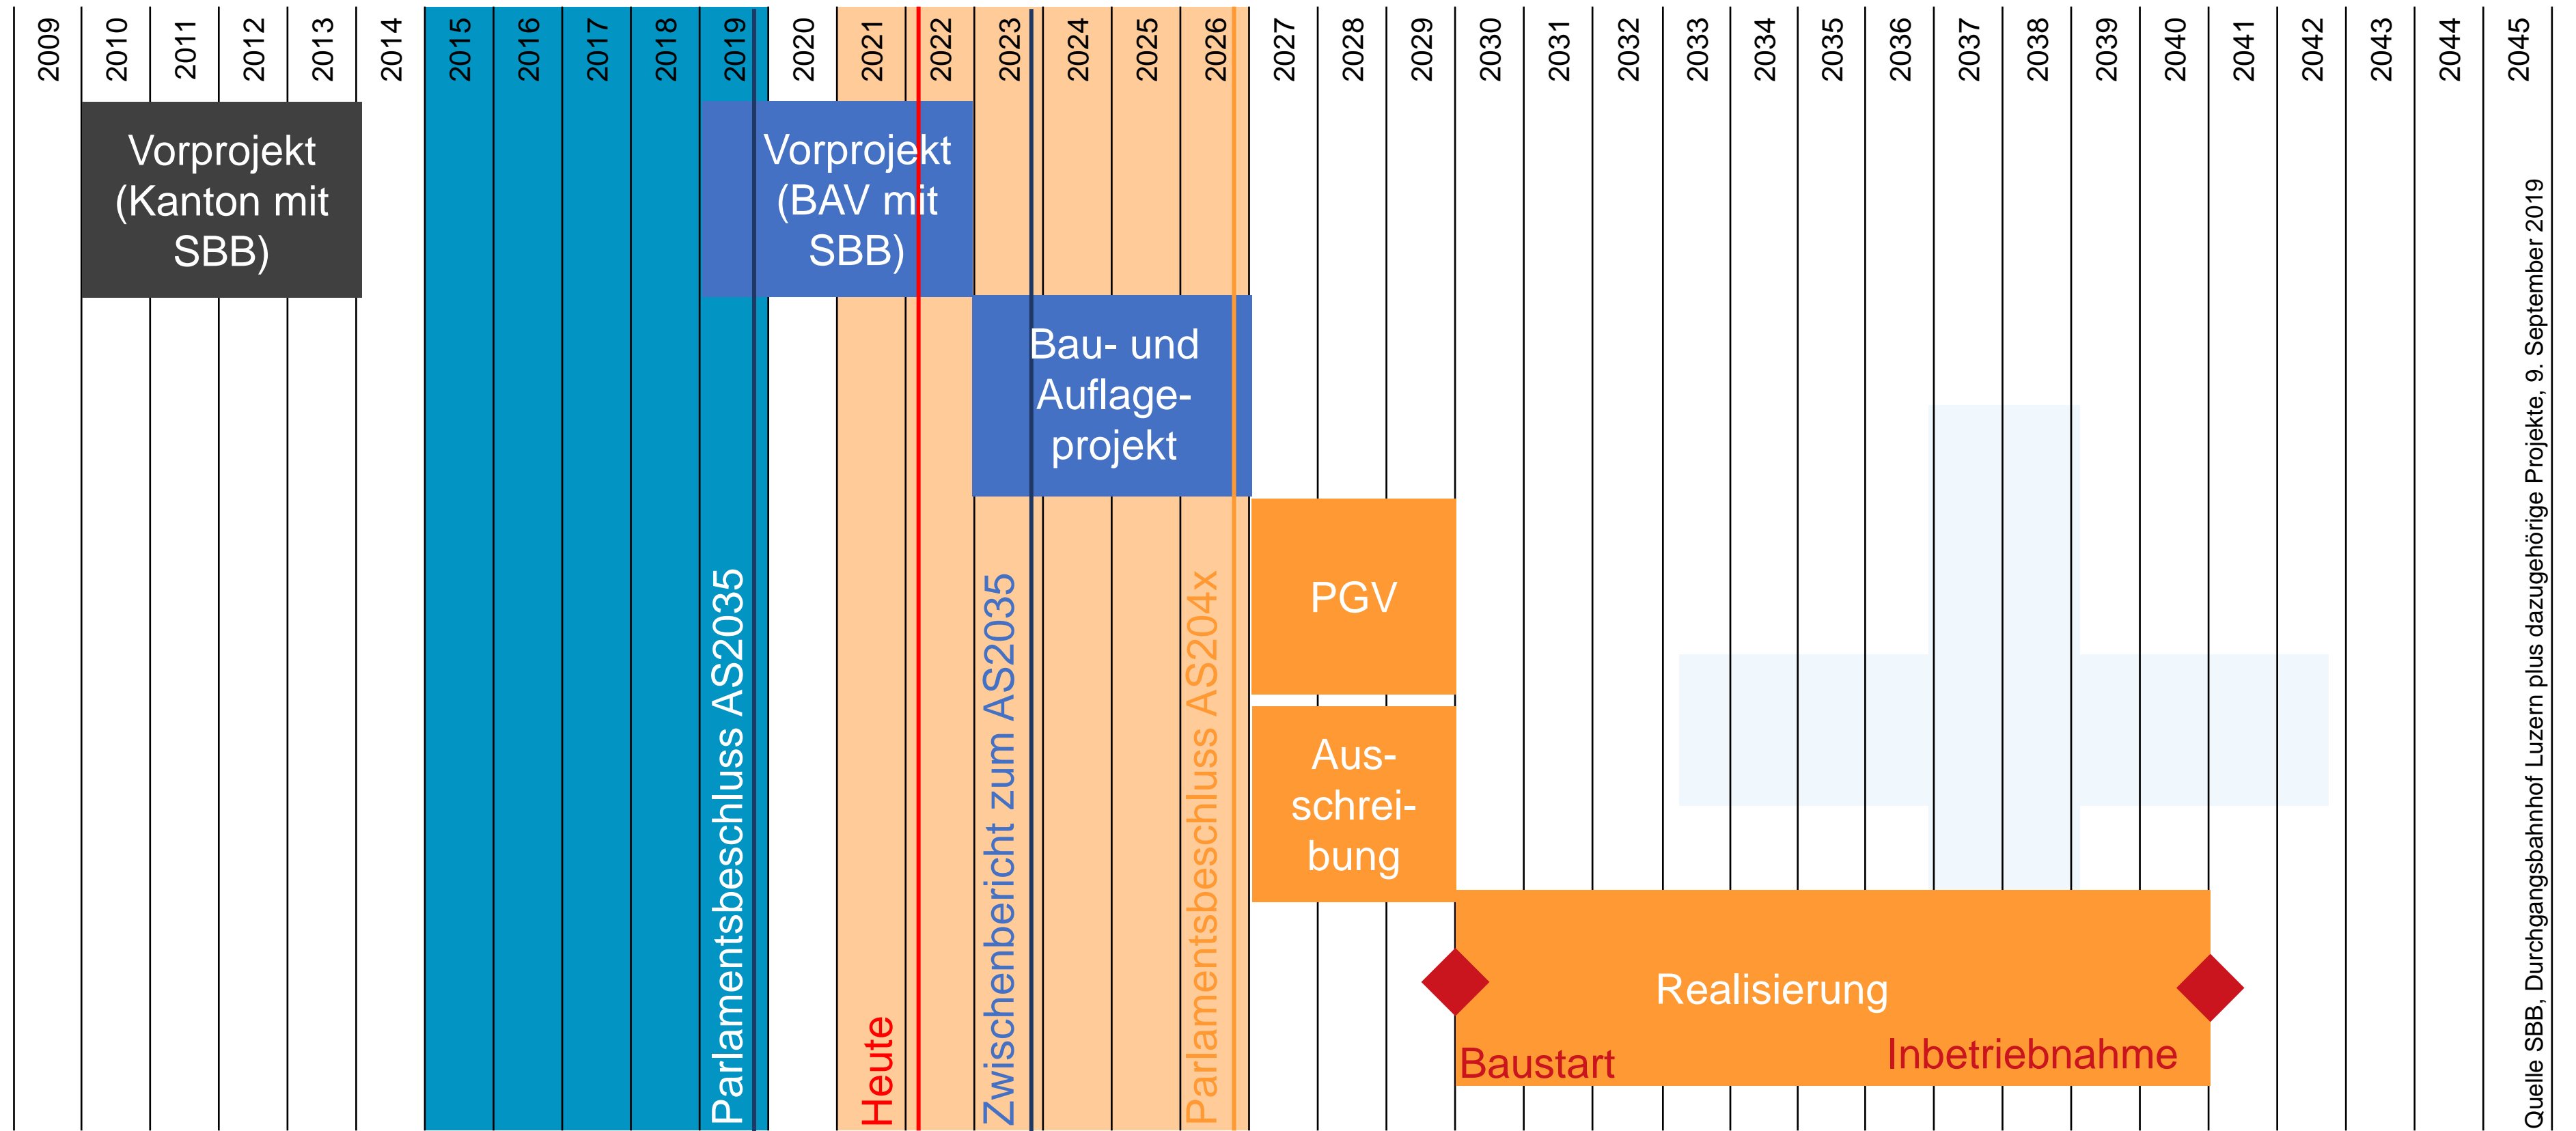 2009 2010 2011 2012 2013 2014 2015 2016 2017 2018 2019 2020 2021 2022 2023 2024 2025 2026 2027 2028 2029 2030 2031 2032 2033 2034 2035 2036 2037 2038 2039 2040 2041 2042 2043 2044 2045
Vorprojekt
(Kanton mit
SBB)
Vorprojekt
(BAV mit
SBB)
Bau- und
Auflage-
projekt
PGV
Aus-
schrei-
bung
Realisierung
Baustart
Inbetriebnahme
Parlamentsbeschluss AS2035
Heute
Zwischenbericht zum AS2035
Parlamentsbeschluss AS204x
Quelle SBB, Durchgangsbahnhof Luzern plus dazugehörige Projekte, 9. September 2019